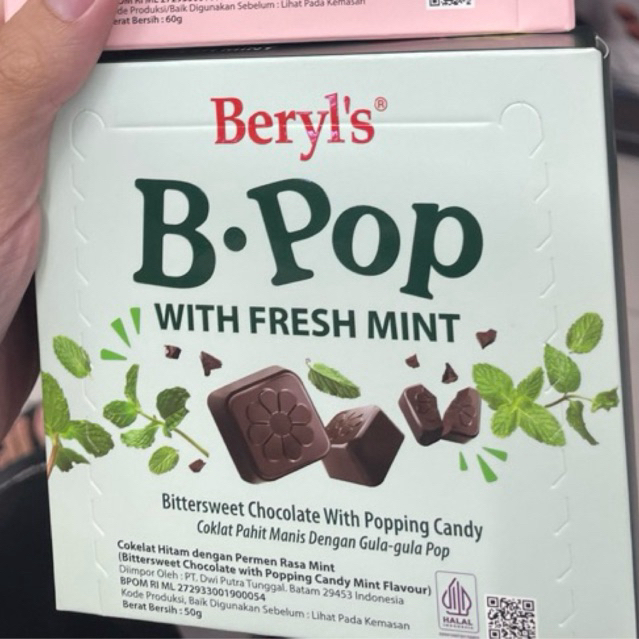 de Produksi/Baik Digunakan Sebelum : Lihat Pada Kemasan
erat Bersih : 60g
Beryl's®
B·Pop
WITH FRESH MINT
Bittersweet Chocolate With Popping Candy
Coklat Pahit Manis Dengan Gula-gula Pop
Cokelat Hitam dengan Permen Rasa Mint
(Bittersweet Chocolate with Popping Candy Mint Flavour)
Diimpor Oleh : PT. Dwi Putra Tunggal. Batam 29453 Indonesia
BPOM RI ML 272933001900054
Kode Produksi, Baik Digunakan Sebelum : Lihat Pada Kemasan
Berat Bersih : 50g
HALAL
INDONESIA